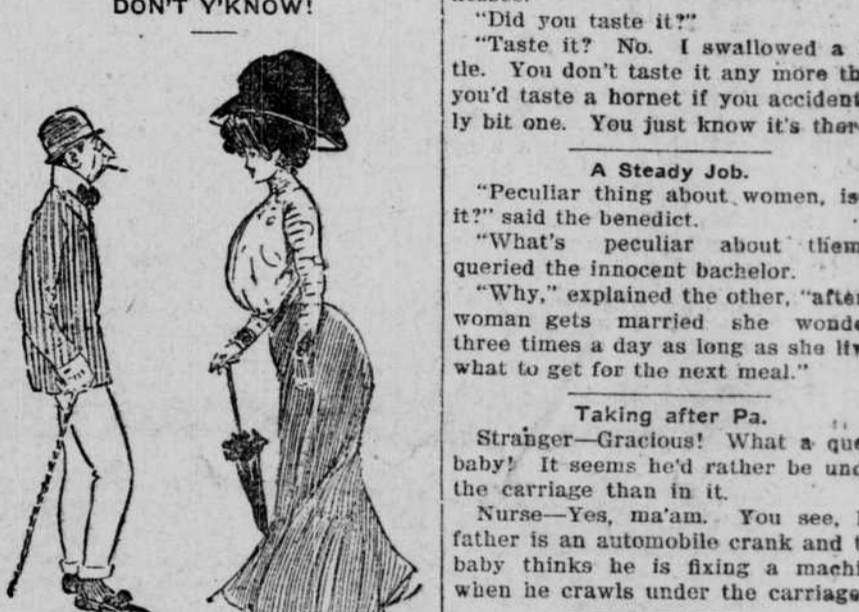 DON'T Y'KNOW!
"Did you taste it?"
"Taste it? No. I swallowed a
tle. You don't taste it any more th
you'd taste a hornet if you accident
ly bit one. You just know it's ther
A Steady Job.
"Peculiar thing about women, is
it?" said the benedict.
"What's peculiar about them
queried the innocent bachelor.
"Why," explained the other, "after
woman gets married she wonde
three times a day as long as she liv
what to get for the next meal."
Taking after Pa.
Stranger—Gracious! What a que
baby! It seems he'd rather be und
the carriage than in it.
Nurse—Yes, ma'am. You see,
father is an automobile crank and t
baby thinks he is fixing a machi
when he crawls under the carriage